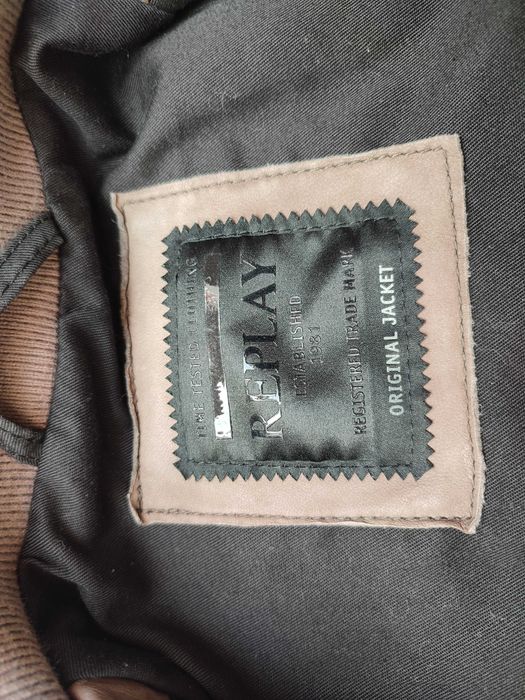 TIME TESTED CLOTHING
REPLAY
ESTABLISHED
1981
REGISTERED TRADE MARK
ORIGINAL JACKET